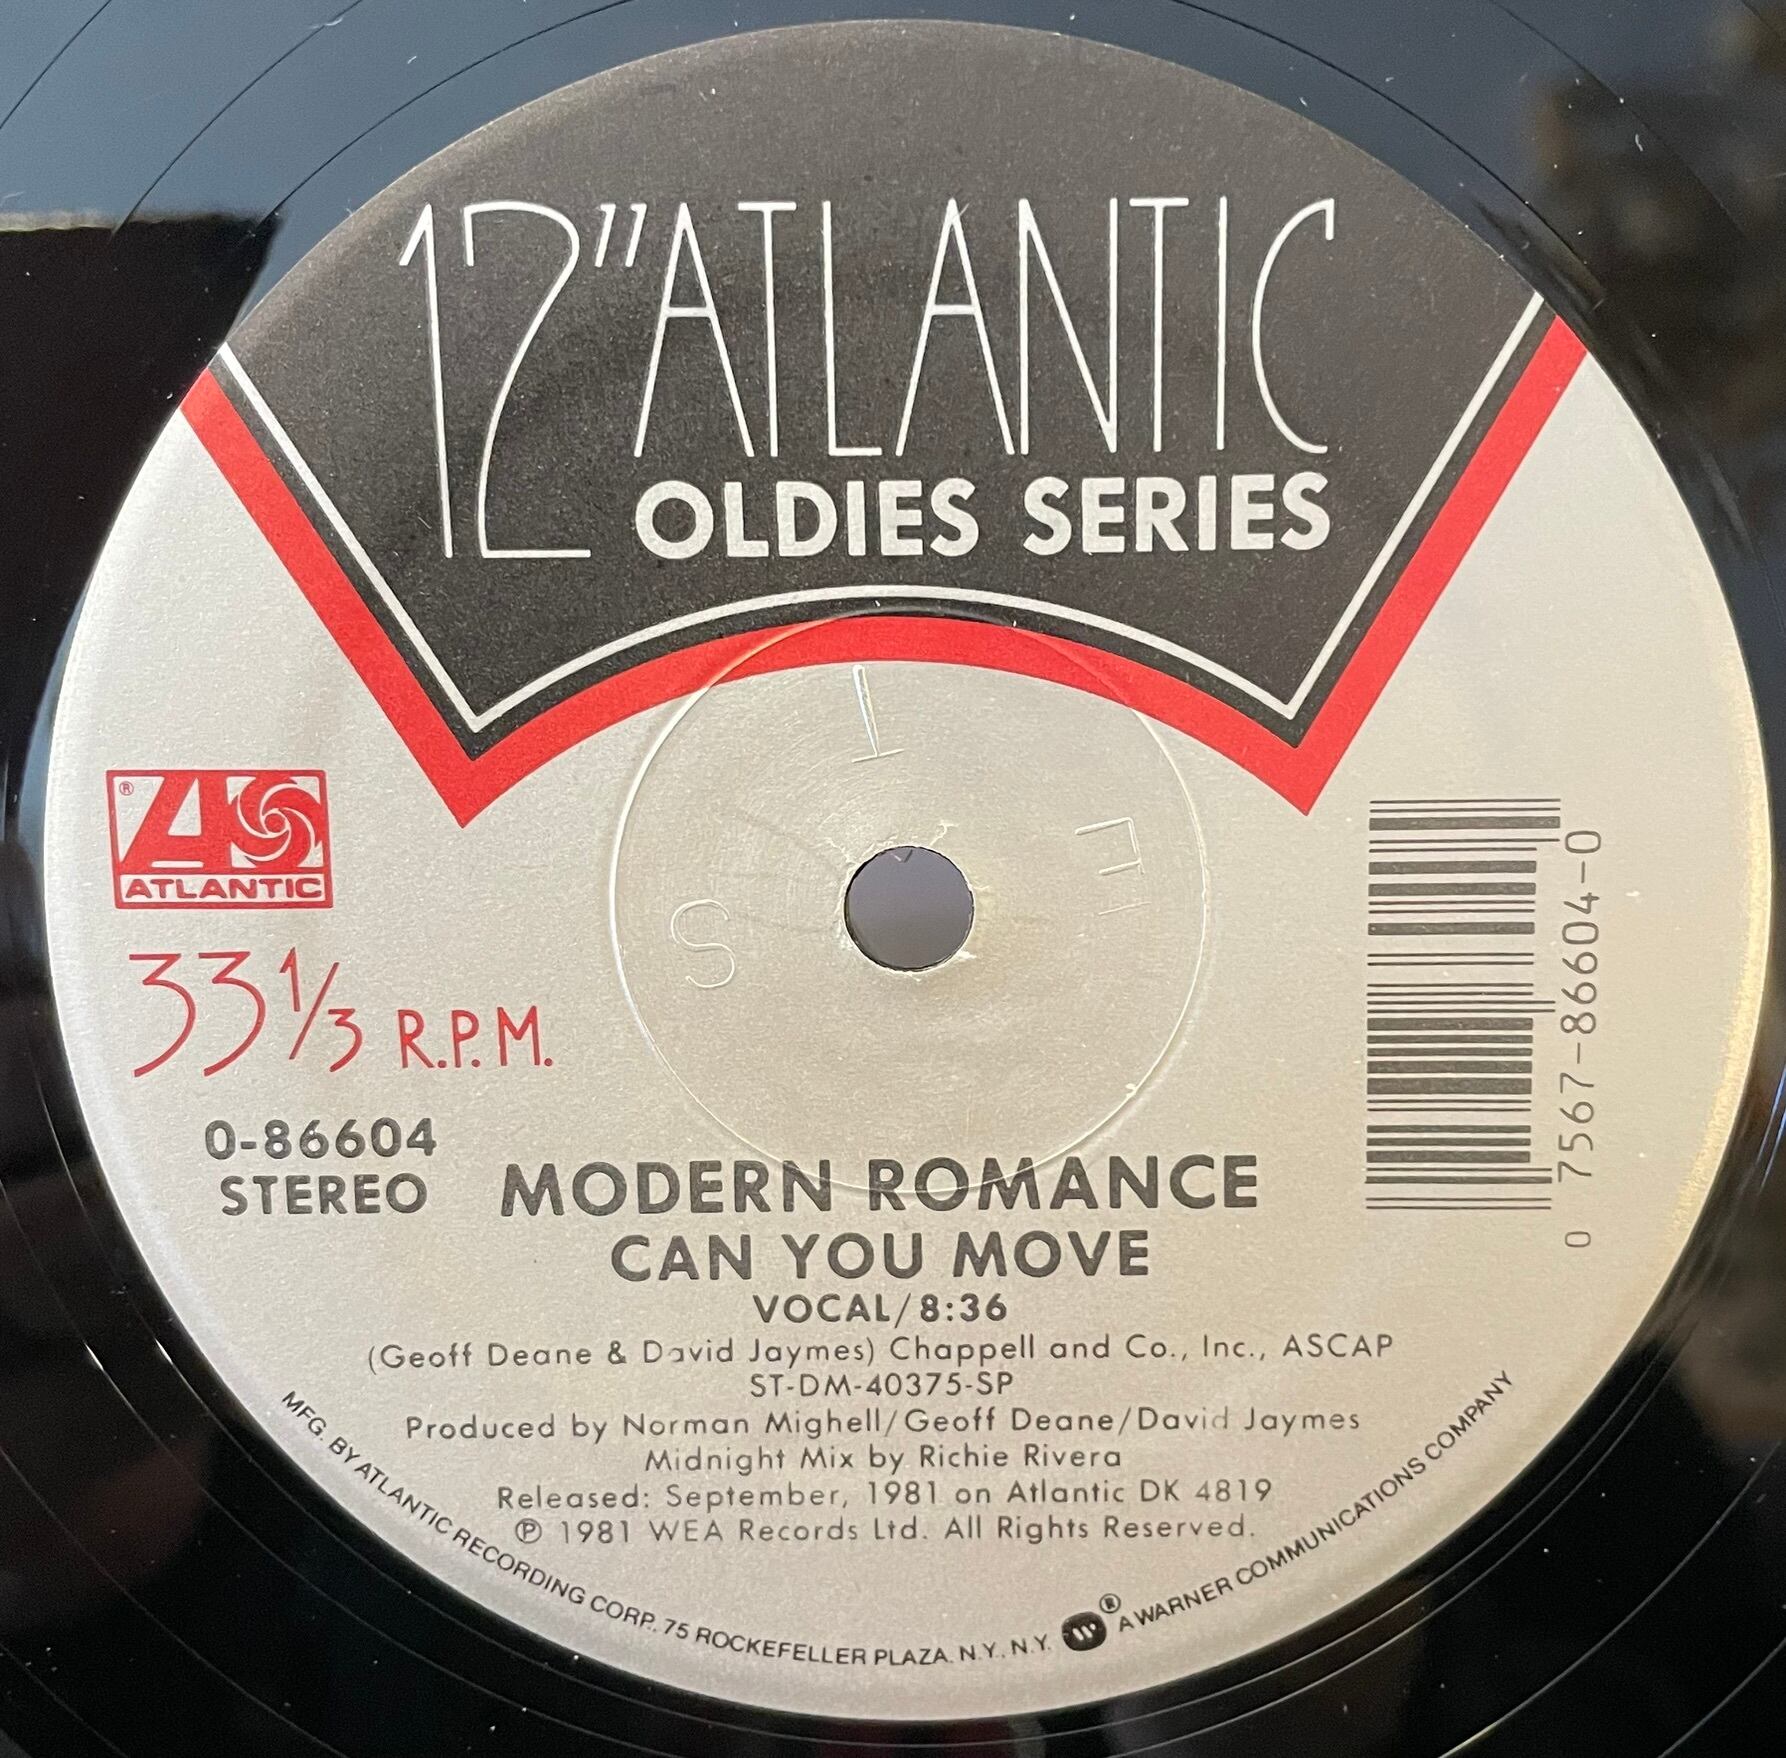 12" ATLANTIC
OLDIES SERIES
®
ATLANTIC
33 1/3 R.P.M.
0-86604
STEREO
0 7567-86604-0
MODERN ROMANCE
CAN YOU MOVE
VOCAL/8:36
(Geoff Deane & David Jaymes) Chappell and Co., Inc., ASCAP
ST-DM-40375-SP
Produced by Norman Mighell/Geoff Deane/David Jaymes
Midnight Mix by Richie Rivera
Released: September, 1981 on Atlantic DK 4819
℗ 1981 WEA Records Ltd. All Rights Reserved.
MFG. BY ATLANTIC RECORDING CORP., 75 ROCKEFELLER PLAZA, N.Y., N.Y. ® A WARNER COMMUNICATIONS COMPANY